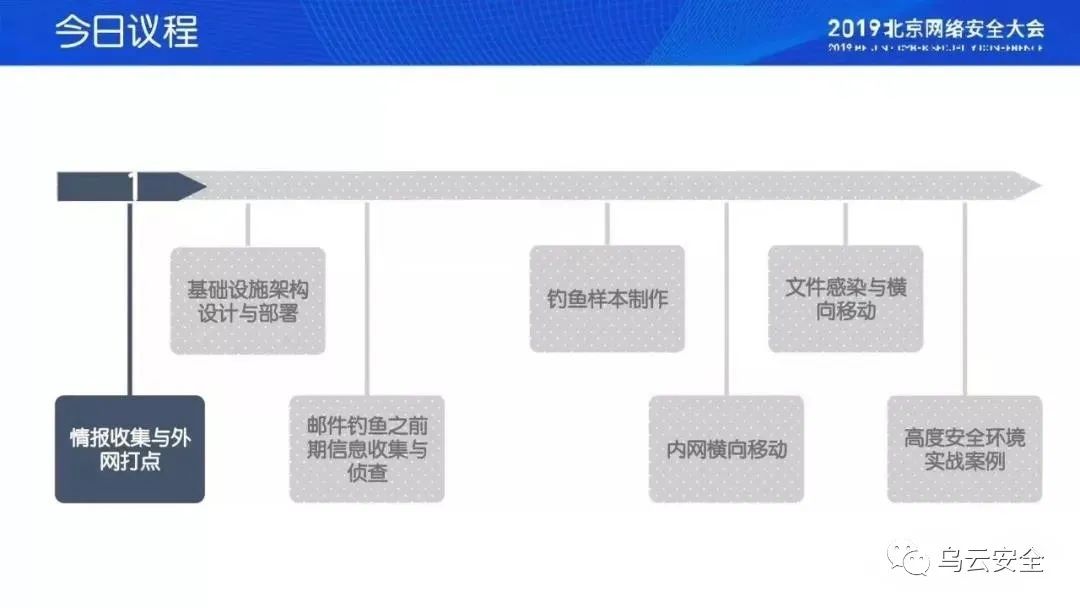 今日议程
2019北京网络安全大会
2019 BEIJING CYBER SECURITY CONFERENCE
1
情报收集与外
网打点
基础设施架构
设计与部署
邮件钓鱼之前
期信息收集与
侦查
钓鱼样本制作
内网横向移动
文件感染与横
向移动
高度安全环境
实战案例
乌云安全